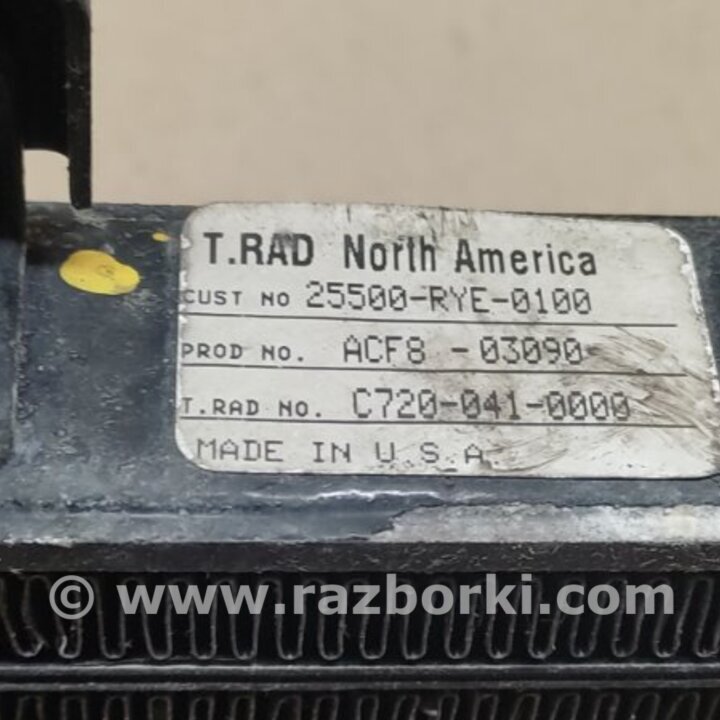 T.RAD North America
CUST NO 25500-RYE-0100
PROD NO. ACF8 -03090-
T.RAD NO. C720-041-0000
MADE IN U.S.A.
© www.razborki.com